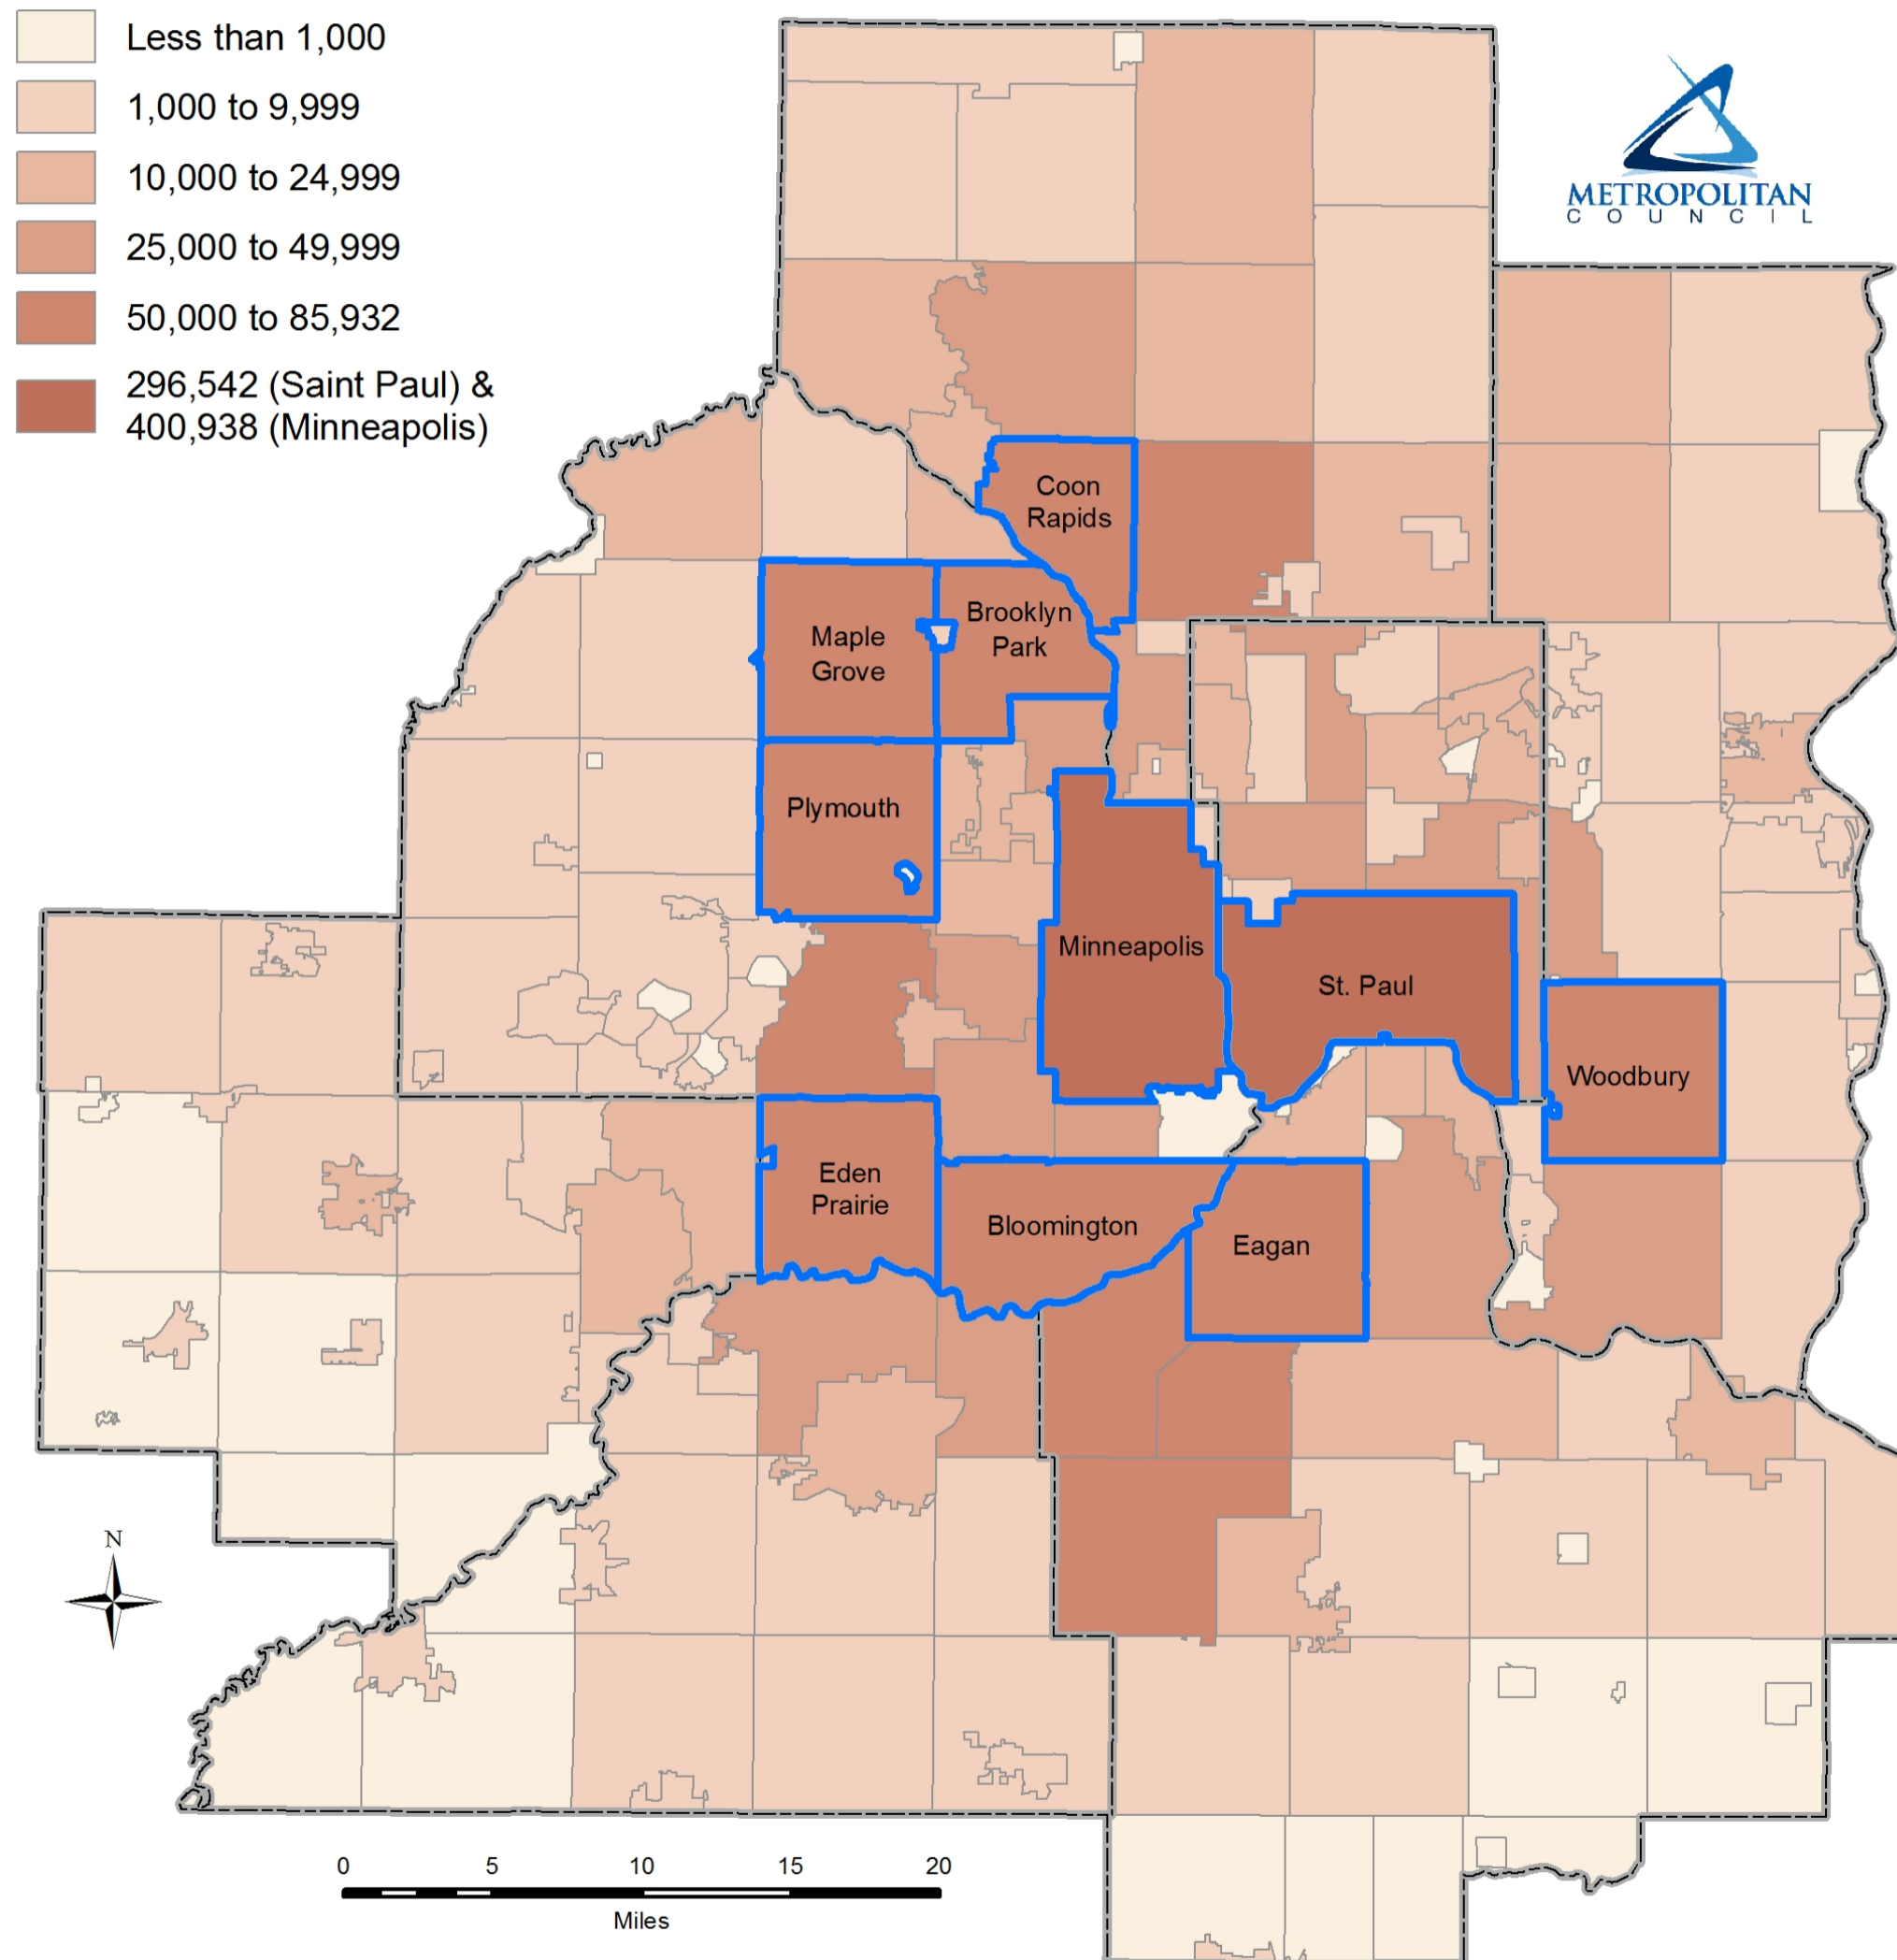 Less than 1,000
1,000 to 9,999
10,000 to 24,999
25,000 to 49,999
50,000 to 85,932
296,542 (Saint Paul) &
400,938 (Minneapolis)
METROPOLITAN
COUNCIL
Coon
Rapids
Brooklyn
Park
Maple
Grove
Plymouth
Minneapolis
St. Paul
Woodbury
Eden
Prairie
Bloomington
Eagan
N
0 5 10 15 20
Miles